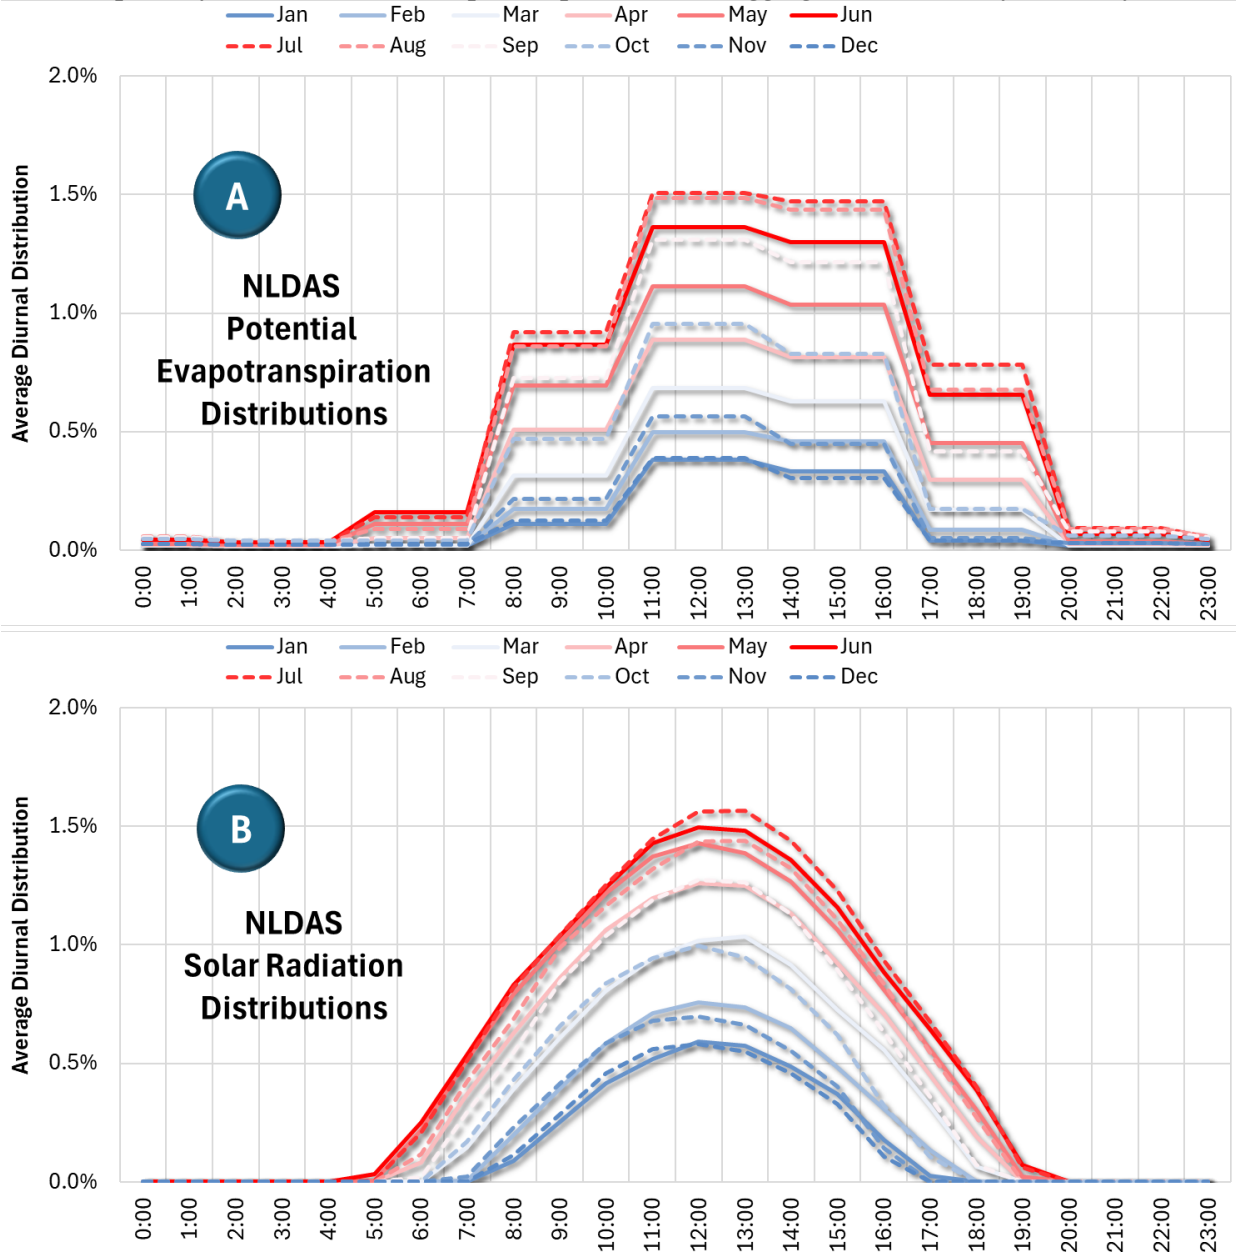 Jan Feb Mar Apr May Jun
Jul Aug Sep Oct Nov Dec
2.0%
1.5%
1.0%
0.5%
0.0%
Average Diurnal Distribution
A
NLDAS
Potential
Evapotranspiration
Distributions
0:00 1:00 2:00 3:00 4:00 5:00 6:00 7:00 8:00 9:00 10:00 11:00 12:00 13:00 14:00 15:00 16:00 17:00 18:00 19:00 20:00 21:00 22:00 23:00
Jan Feb Mar Apr May Jun
Jul Aug Sep Oct Nov Dec
2.0%
1.5%
1.0%
0.5%
0.0%
Average Diurnal Distribution
B
NLDAS
Solar Radiation
Distributions
0:00 1:00 2:00 3:00 4:00 5:00 6:00 7:00 8:00 9:00 10:00 11:00 12:00 13:00 14:00 15:00 16:00 17:00 18:00 19:00 20:00 21:00 22:00 23:00